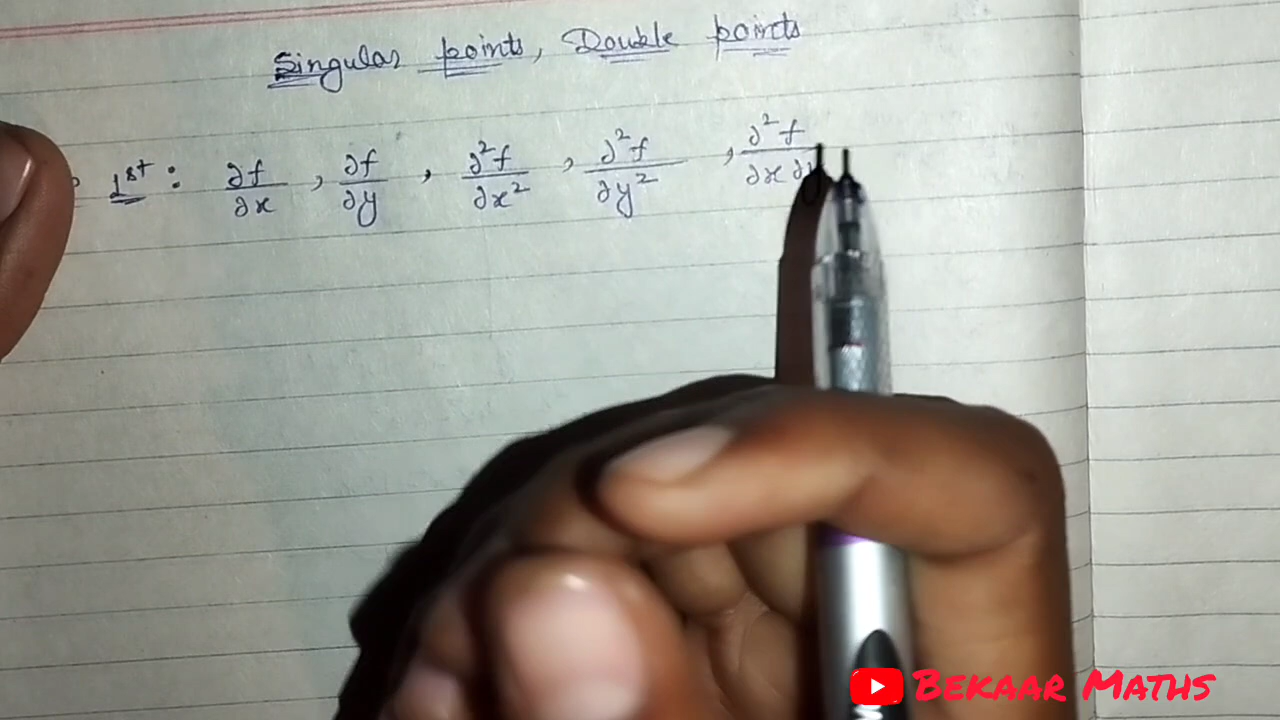 Singular points, Double points
1st : ∂f/∂x , ∂f/∂y , ∂²f/∂x² , ∂²f/∂y² , ∂²f/∂x∂y
BEKAAR MATHS